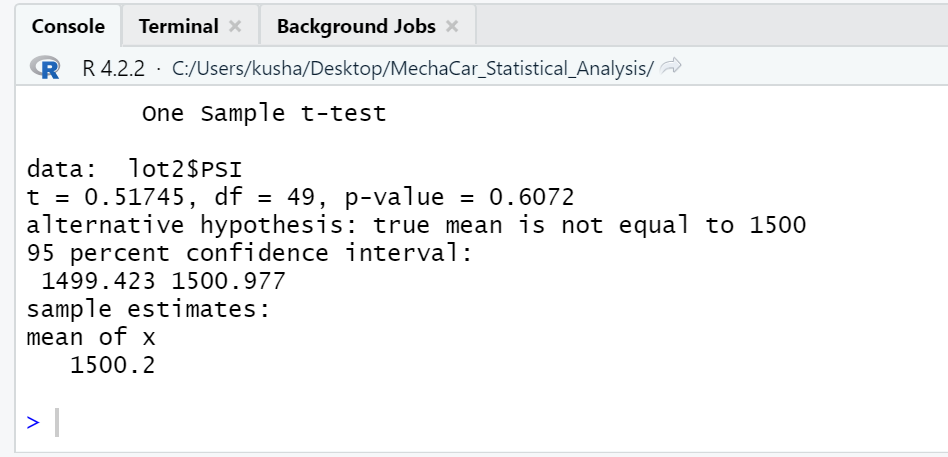 Console Terminal Background Jobs
R R 4.2.2 · C:/Users/kusha/Desktop/MechaCar_Statistical_Analysis/
One Sample t-test
data: lot2$PSI
t = 0.51745, df = 49, p-value = 0.6072
alternative hypothesis: true mean is not equal to 1500
95 percent confidence interval:
1499.423 1500.977
sample estimates:
mean of x
1500.2
>